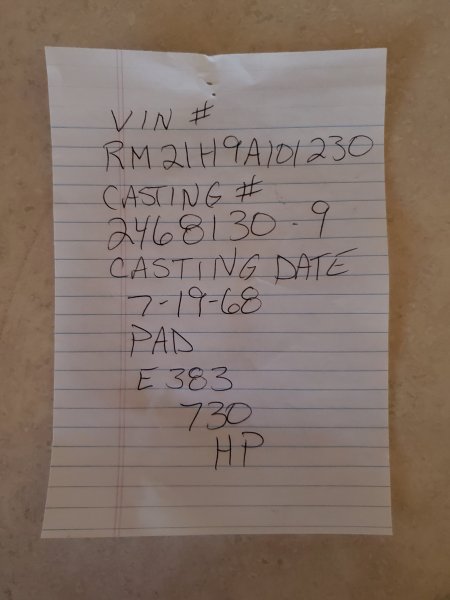 VIN #
RM21H9A101230
CASTING #
2468130-9
CASTING DATE
7-19-68
PAD
E383
730
HP